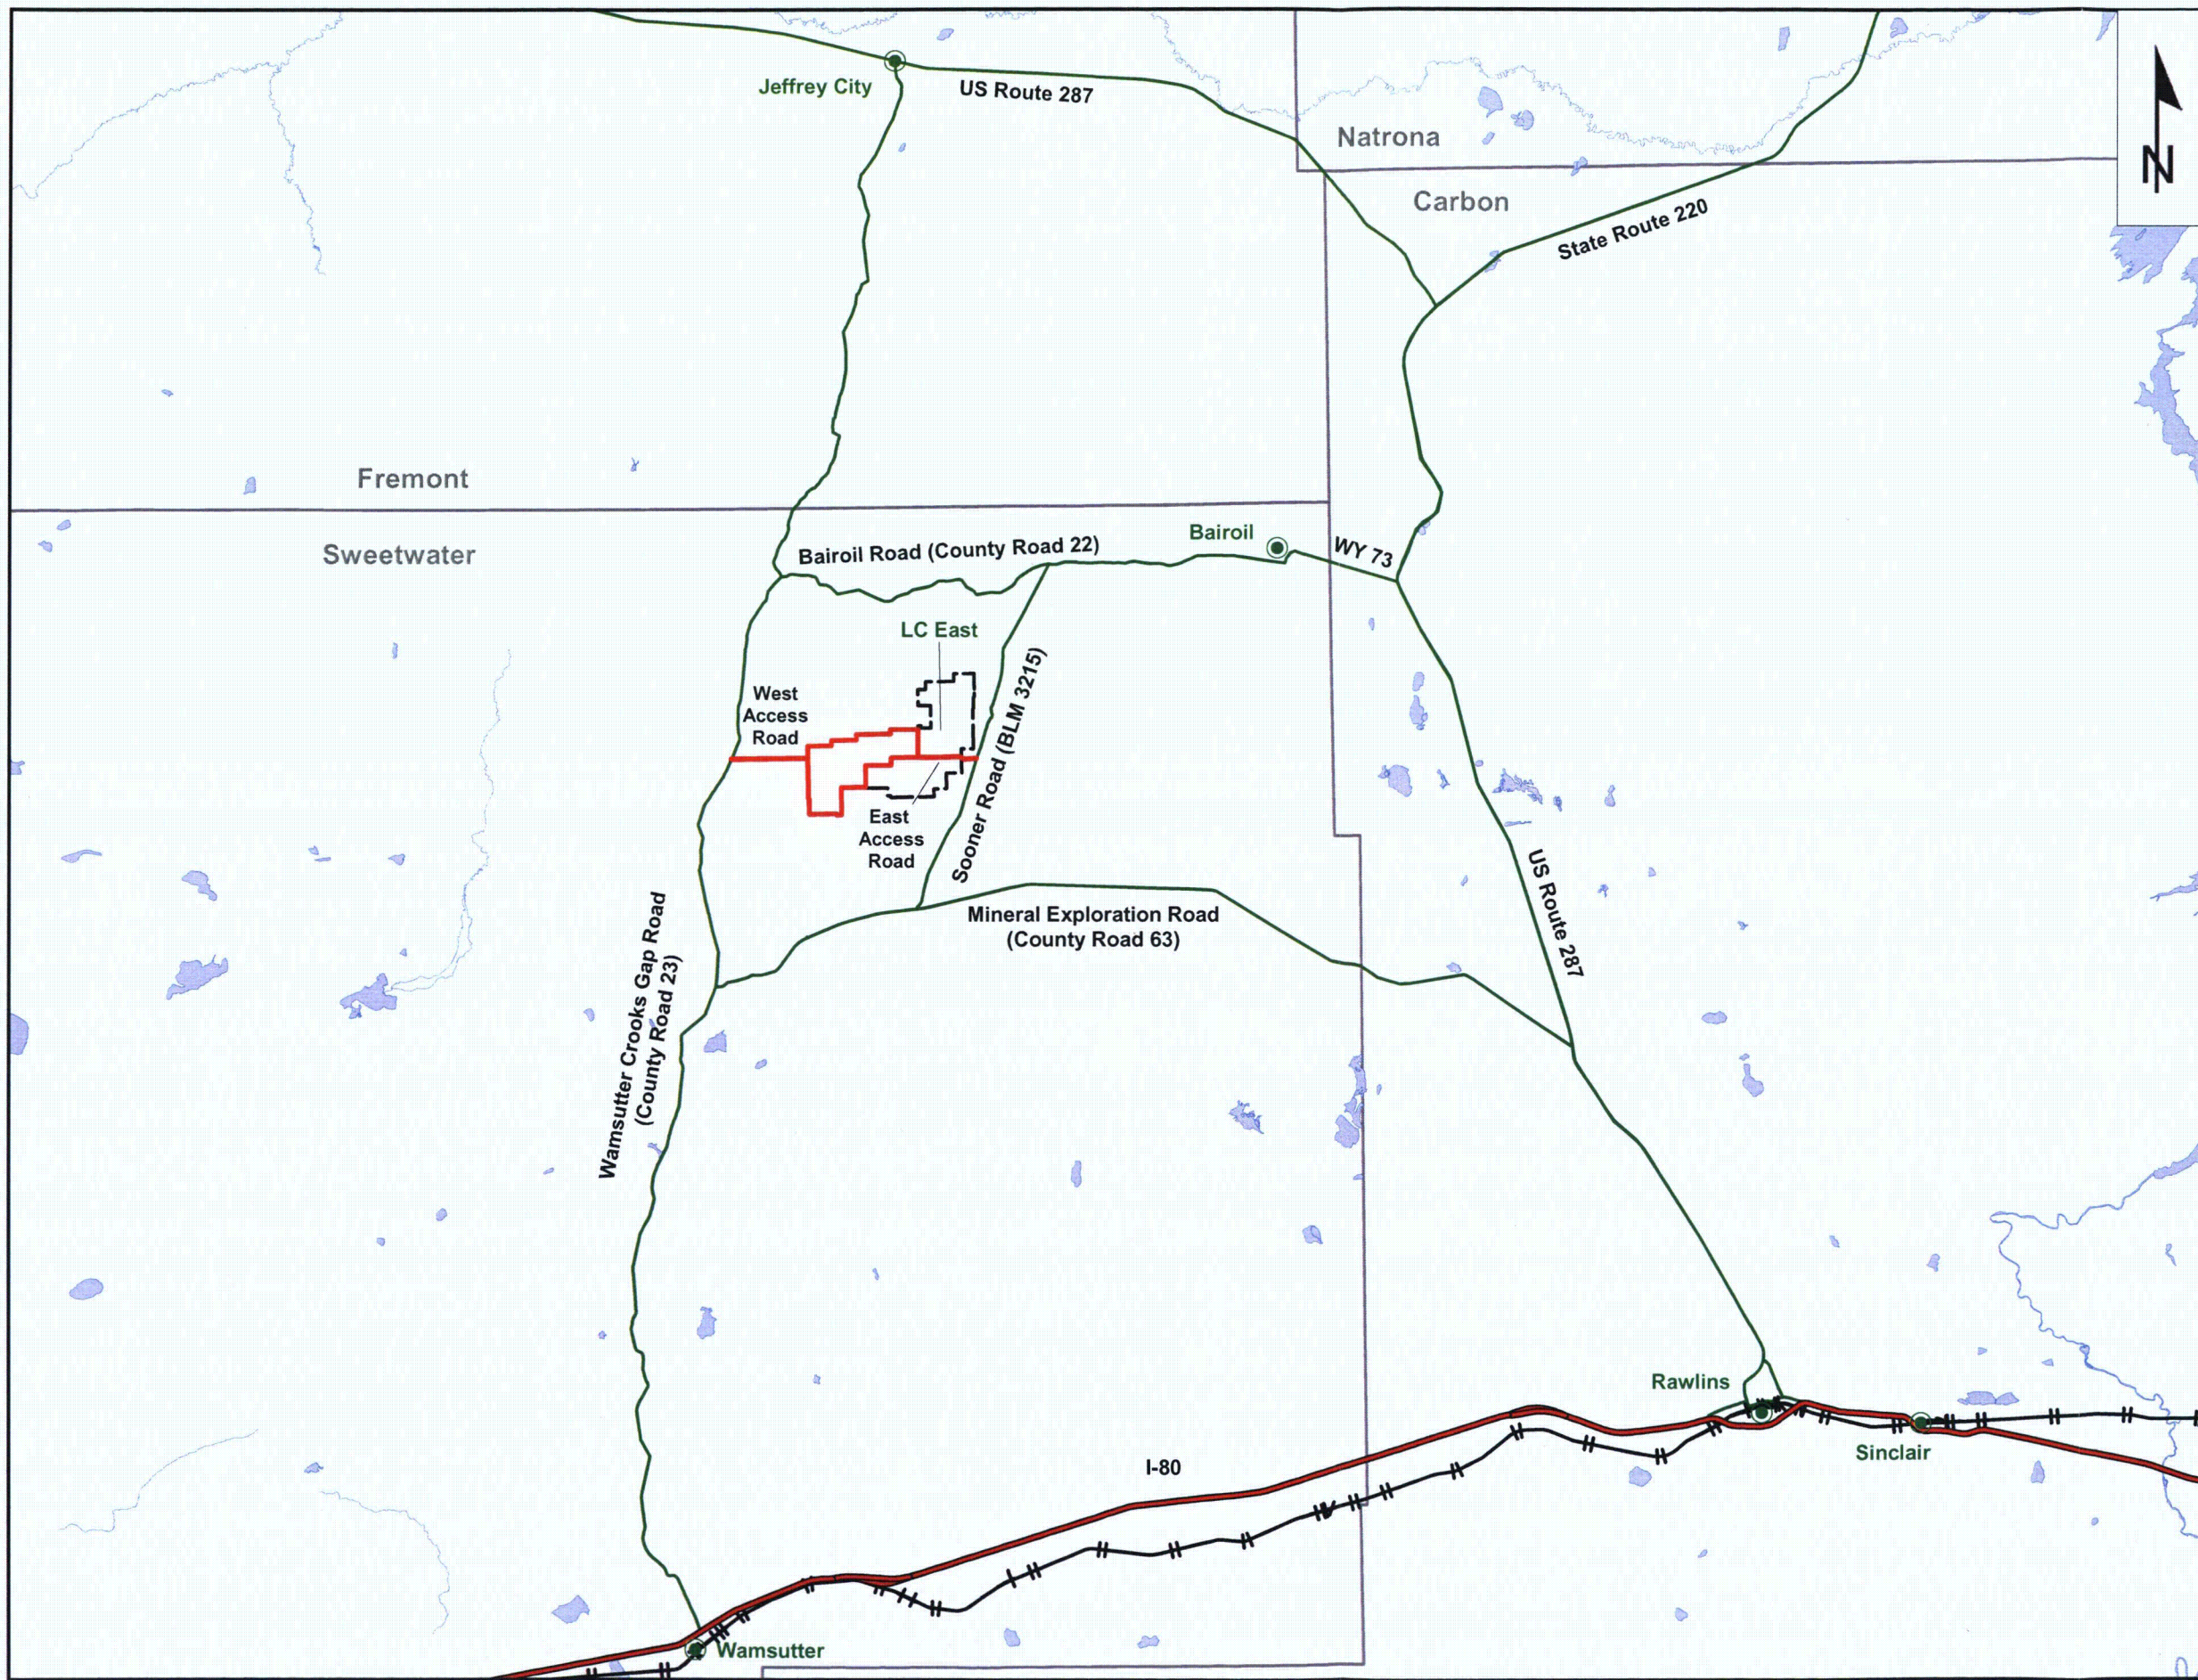 Jeffrey City
US Route 287
Natrona
N
Carbon
State Route 220
Fremont
Sweetwater
Bairoil Road (County Road 22)
Bairoil
WY 73
LC East
West
Access
Road
Sooner Road (BLM 3215)
East
Access
Road
US Route 287
Mineral Exploration Road
(County Road 63)
Wamsutter Crooks Gap Road
(County Road 23)
Rawlins
Sinclair
I-80
Wamsutter